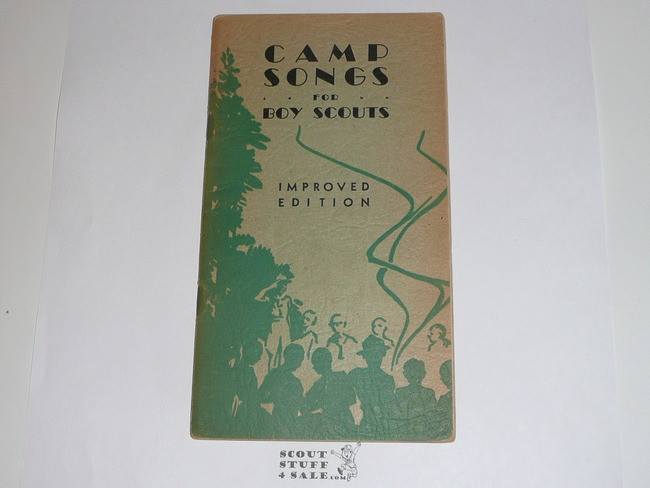 CAMP
SONGS
· · FOR · ·
BOY SCOUTS
IMPROVED
EDITION
SCOUT
STUFF
4 SALE.COM